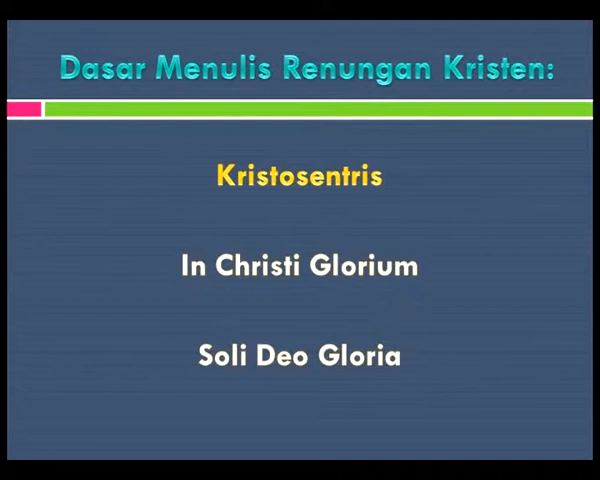 Dasar Menulis Renungan Kristen:
Kristosentris
In Christi Glorium
Soli Deo Gloria